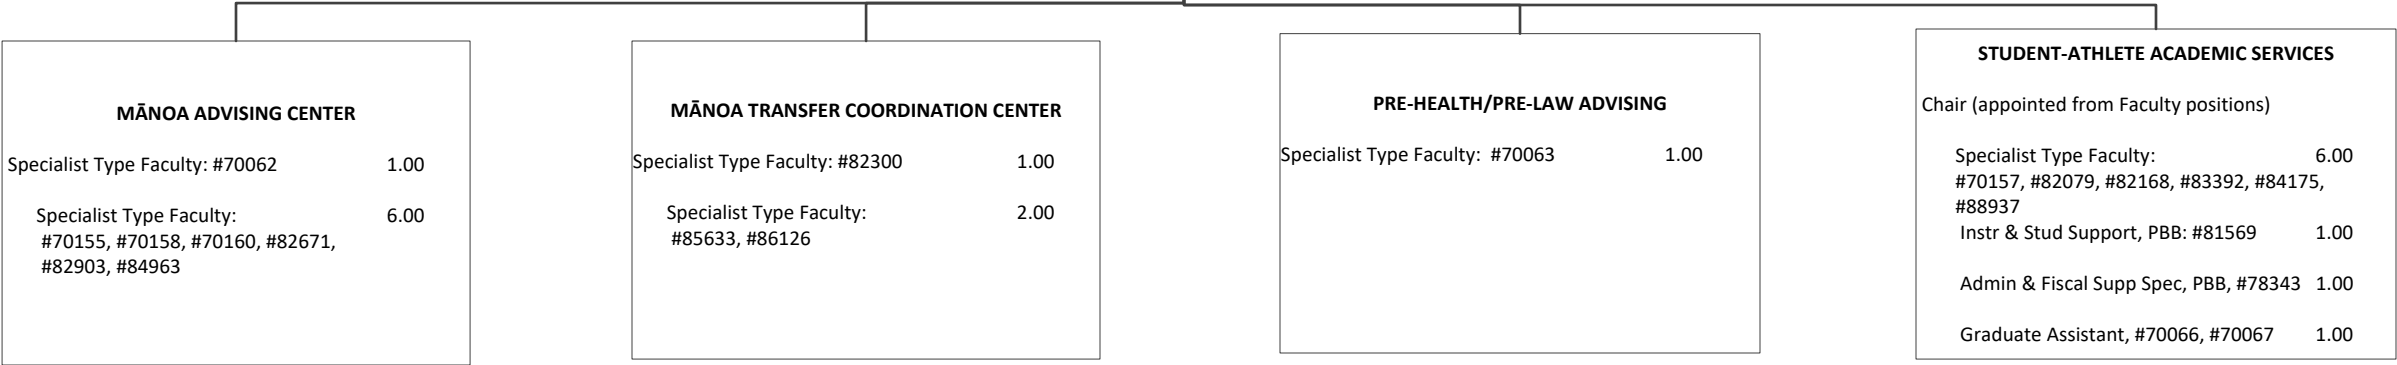 MĀNOA ADVISING CENTER
Specialist Type Faculty: #70062 1.00
Specialist Type Faculty: 6.00
#70155, #70158, #70160, #82671,
#82903, #84963
MĀNOA TRANSFER COORDINATION CENTER
Specialist Type Faculty: #82300 1.00
Specialist Type Faculty: 2.00
#85633, #86126
PRE-HEALTH/PRE-LAW ADVISING
Specialist Type Faculty: #70063 1.00
STUDENT-ATHLETE ACADEMIC SERVICES
Chair (appointed from Faculty positions)
Specialist Type Faculty: 6.00
#70157, #82079, #82168, #83392, #84175,
#88937
Instr & Stud Support, PBB: #81569 1.00
Admin & Fiscal Supp Spec, PBB, #78343 1.00
Graduate Assistant, #70066, #70067 1.00